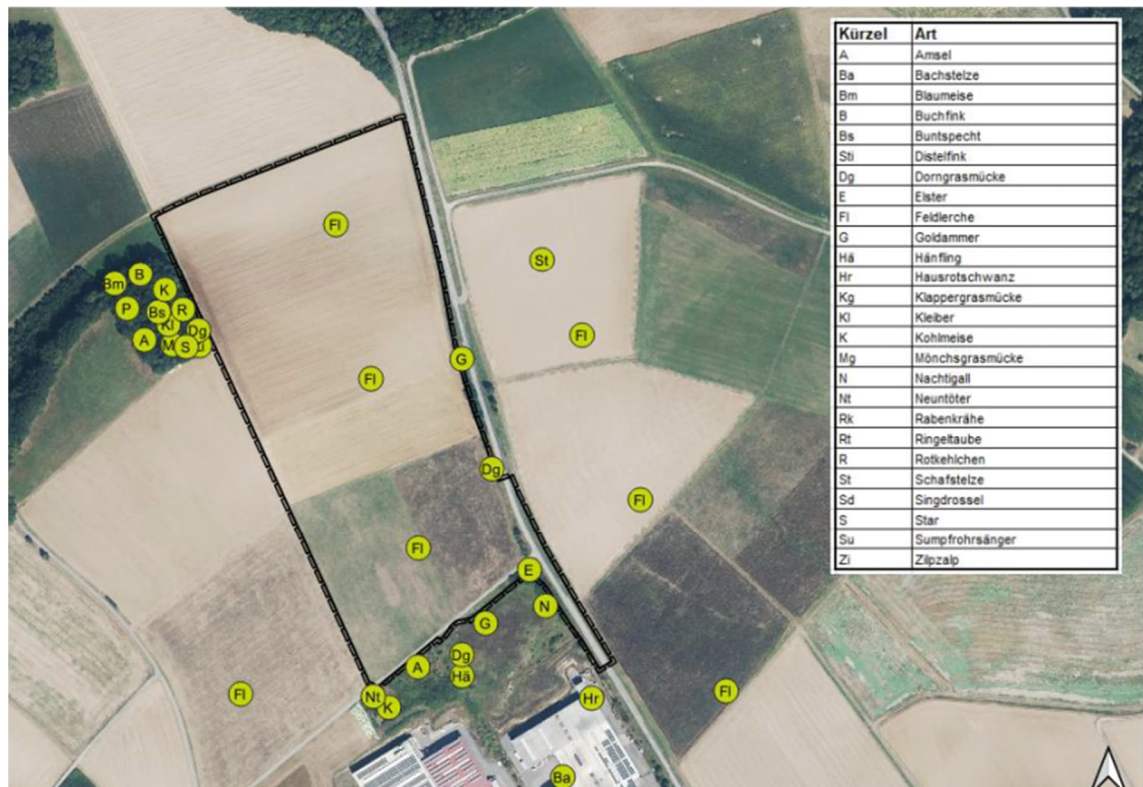 Kürzel Art
A Amsel
Ba Bachstelze
Bm Blaumeise
B Buchfink
Bs Buntspecht
Sti Distelfink
Dg Dorngrasmücke
E Elster
Fl Feldlerche
G Goldammer
Hä Hänfling
Hr Hausrotschwanz
Kg Klappergrasmücke
Kl Kleiber
K Kohlmeise
Mg Mönchsgrasmücke
N Nachtigall
Nt Neuntöter
Rk Rabenkrähe
Rt Ringeltaube
R Rotkehlchen
St Schafstelze
Sd Singdrossel
S Star
Su Sumpfrohrsänger
Zi Zilpzalp
Fl
St
B
Bm
K
P
Bs
R
Kl
Dg
A
S
Fl
G
Fl
Dg
Fl
Fl
E
N
G
Dg
A
Hä
Fl
Nt
K
Hr
Fl
Ba